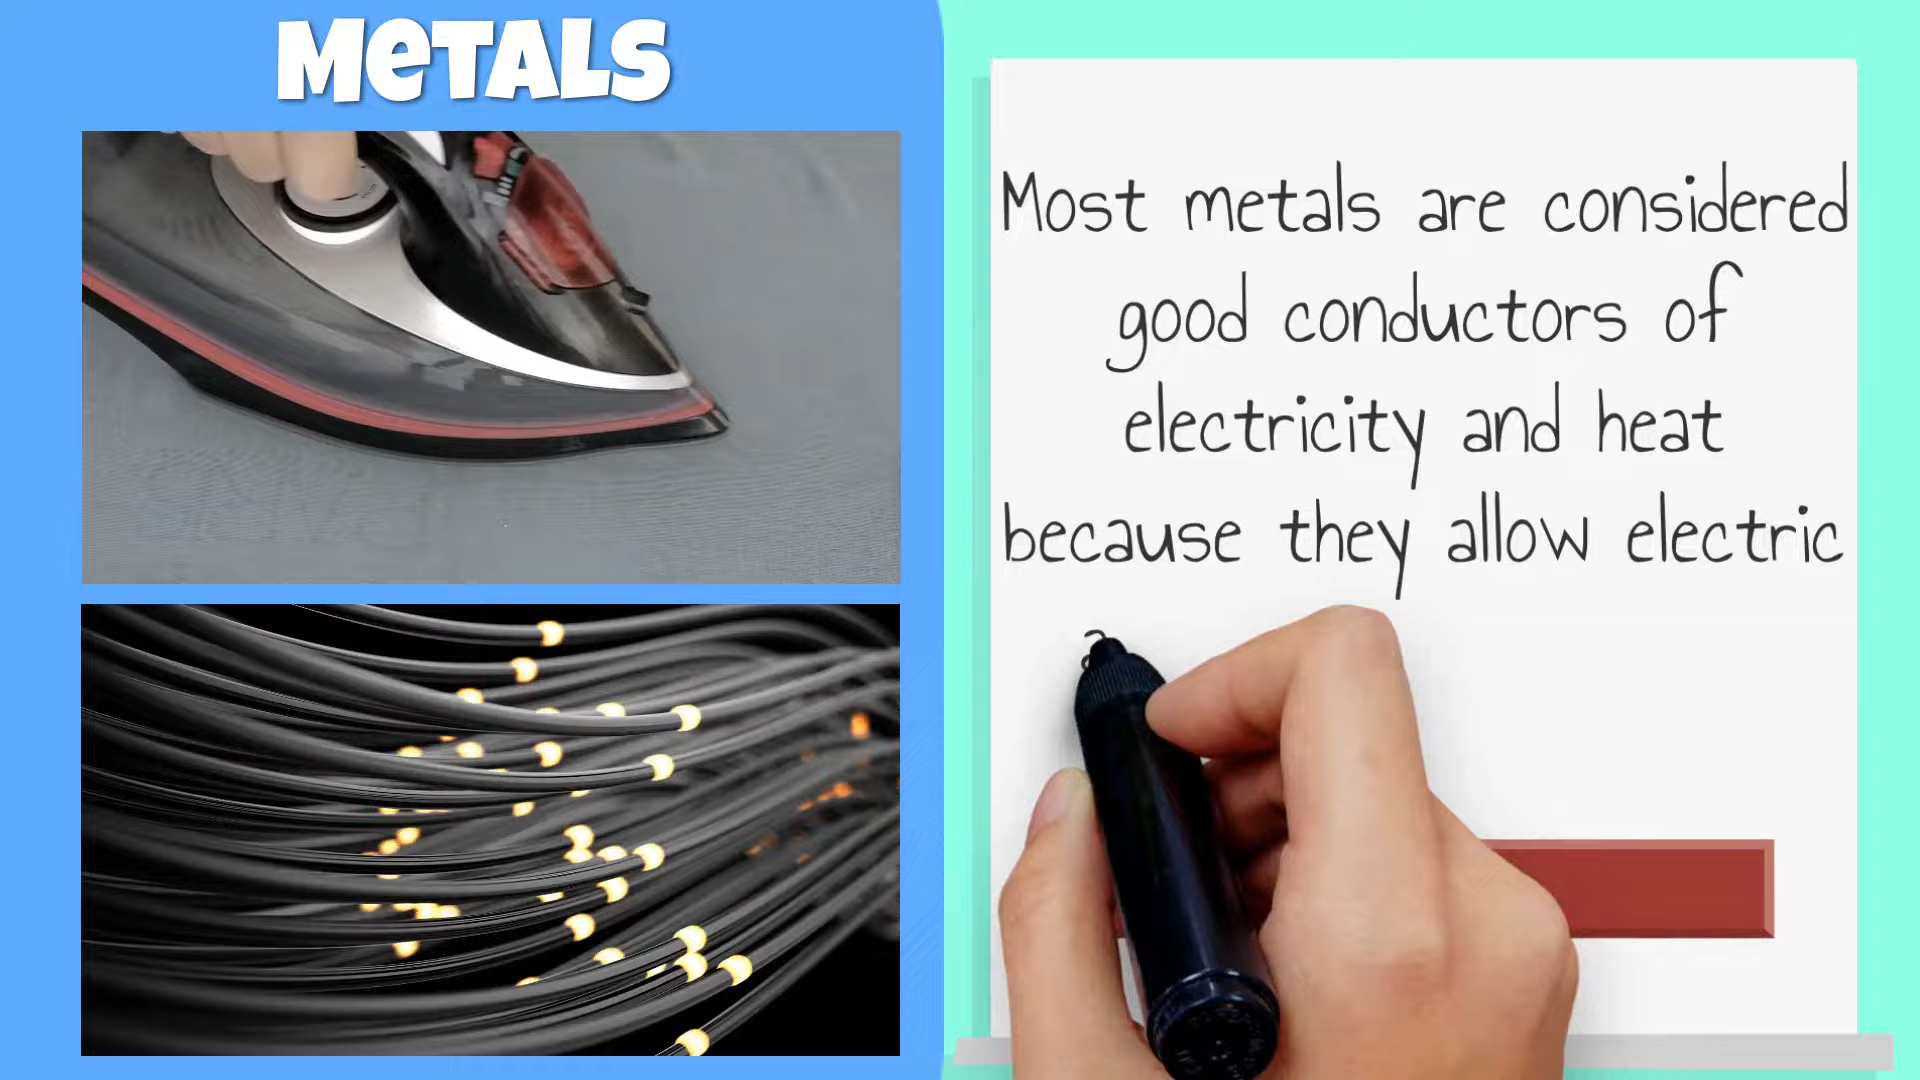 METALS
Most metals are considered
good conductors of
electricity and heat
because they allow electric